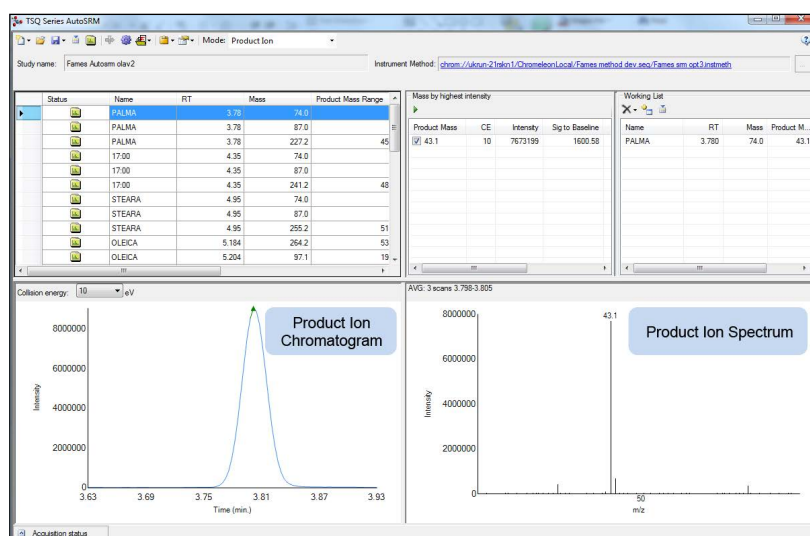 TSQ Series AutoSRM
Mode: Product Ion
Study name: Fames Autosrm olav2
Instrument Method: chrom://ukrun-21rskn1/ChromeleonLocal/Fames method dev.seq/Fames srm opt3.instmeth
Status Name RT Mass Product Mass Range
PALMA 3.78 74.0
PALMA 3.78 87.0
PALMA 3.78 227.2 45
17:00 4.35 74.0
17:00 4.35 87.0
17:00 4.35 241.2 48
STEARA 4.95 74.0
STEARA 4.95 87.0
STEARA 4.95 255.2 51
OLEICA 5.184 264.2 53
OLEICA 5.204 97.1 19
Mass by highest intensity
Product Mass CE Intensity Sig to Baseline
43.1 10 7673199 1600.58
Working List
Name RT Mass Product M...
PALMA 3.780 74.0 43.1
Collision energy: 10 eV
Product Ion
Chromatogram
8000000
6000000
4000000
2000000
0
Intensity
3.63 3.69 3.75 3.81 3.87 3.93
Time (min.)
AVG: 3 scans 3.798-3.805
Product Ion Spectrum
43.1
8000000
6000000
4000000
2000000
0
Intensity
50
m/z
Acquisition status